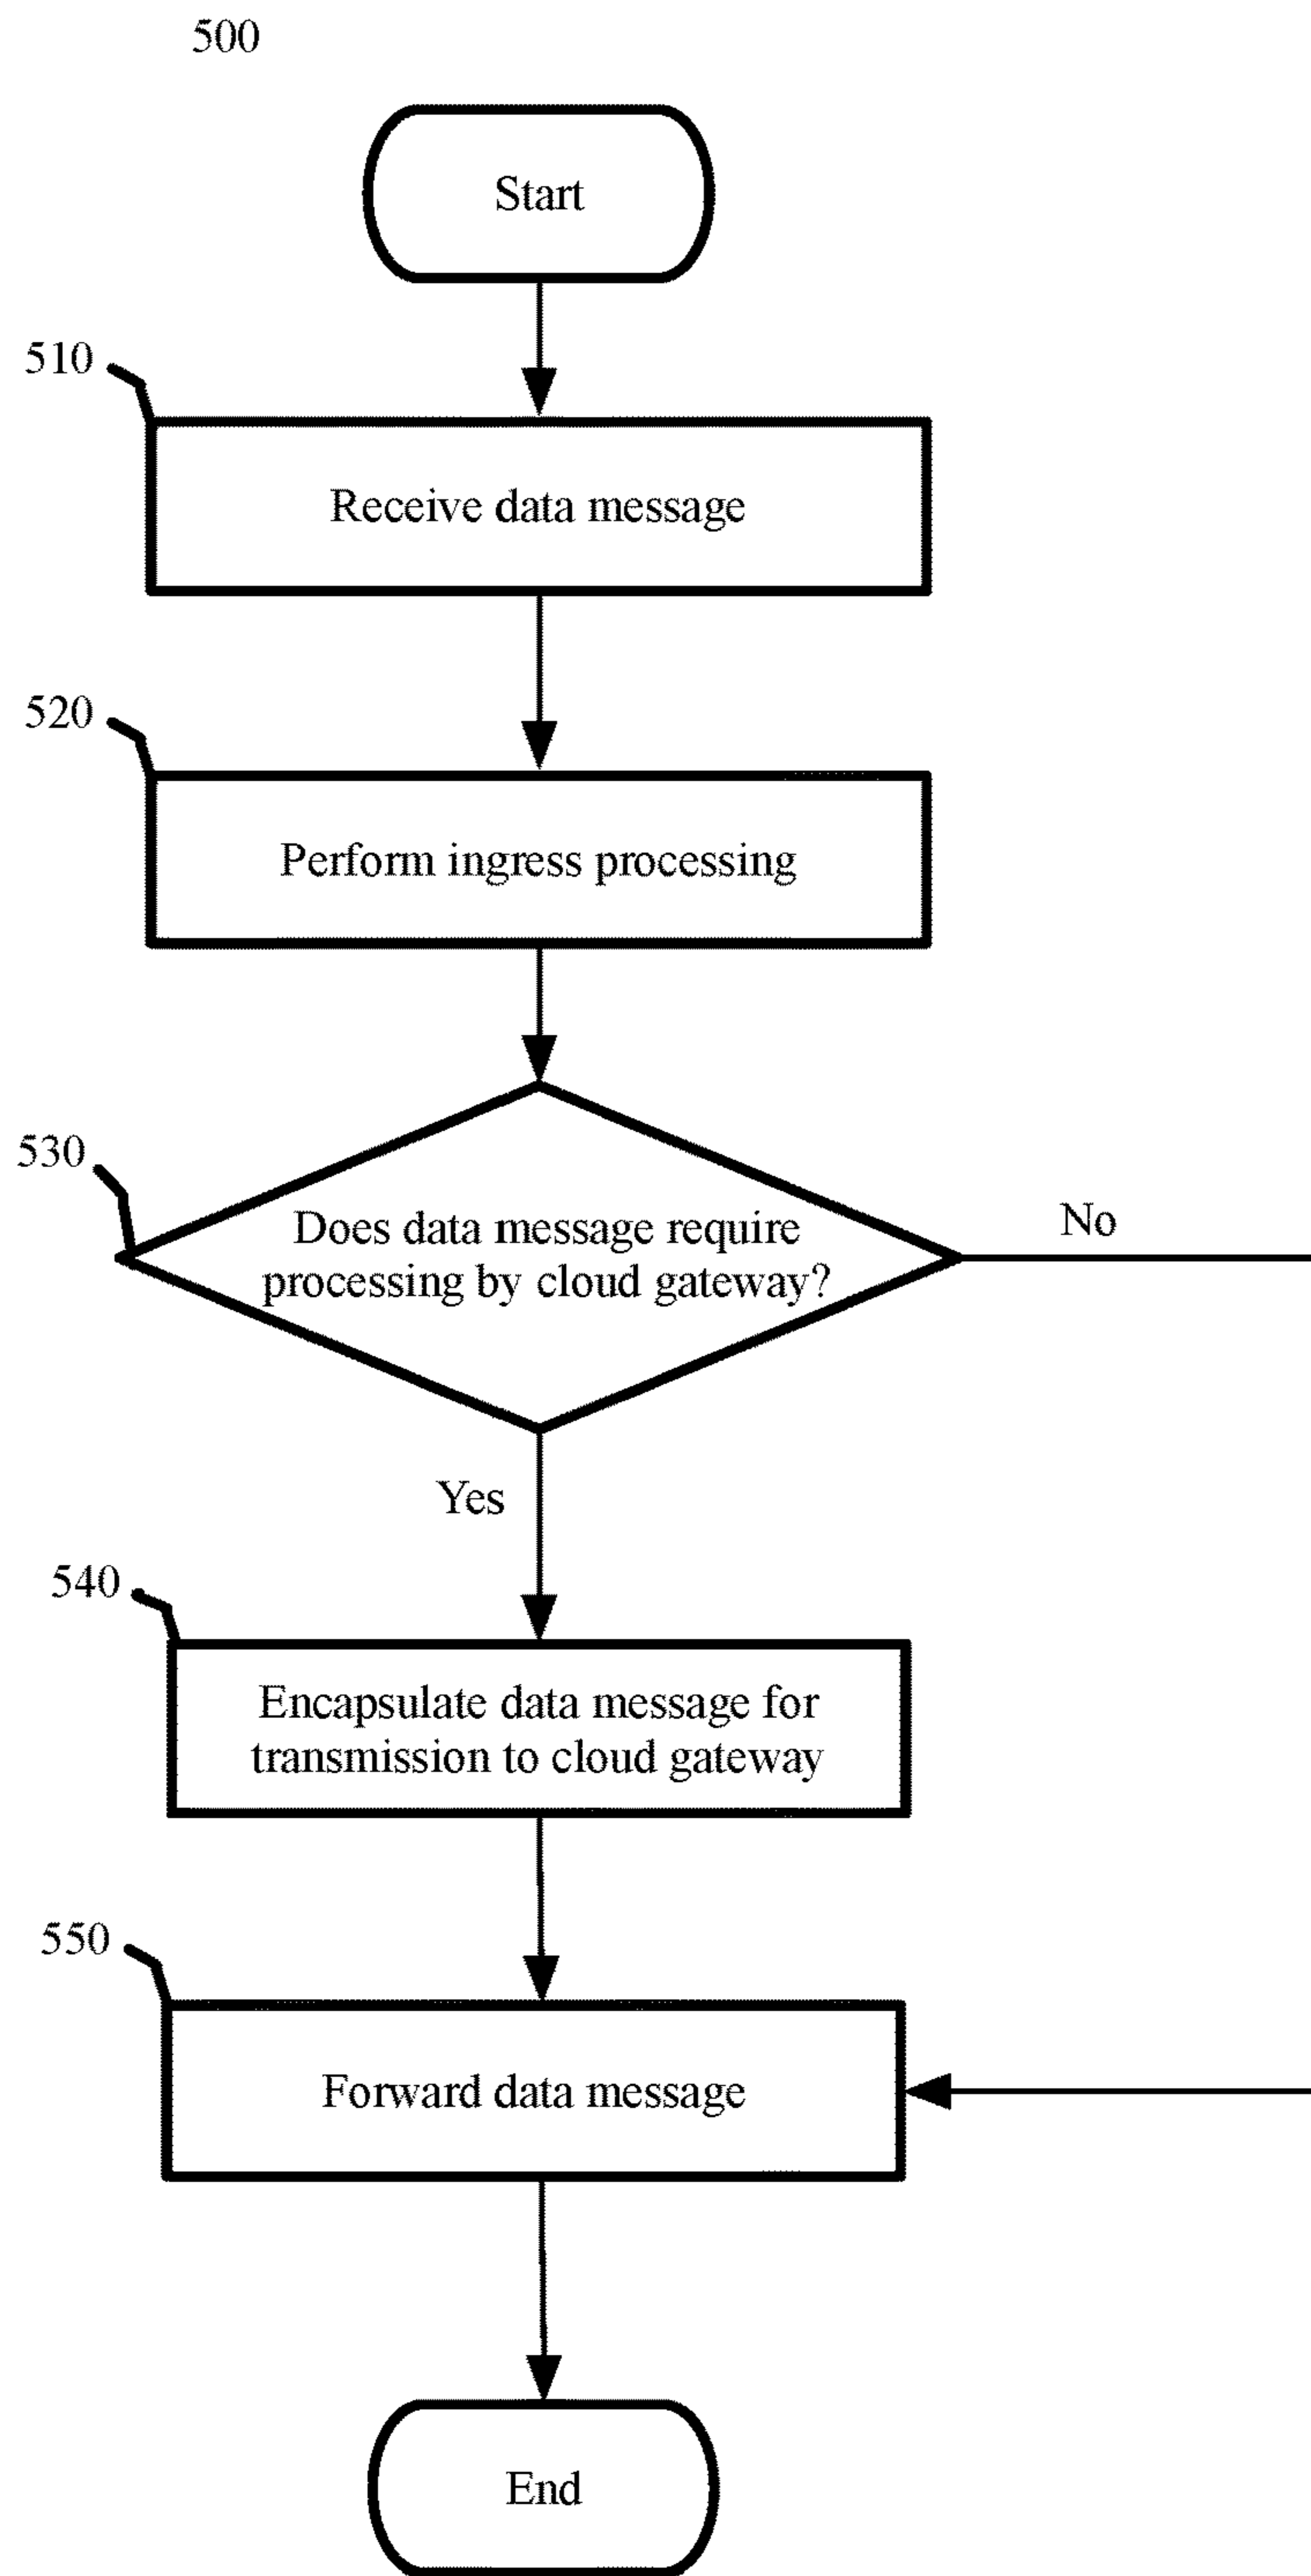 500
Start
510
Receive data message
520
Perform ingress processing
530
Does data message require
processing by cloud gateway?
No
Yes
540
Encapsulate data message for
transmission to cloud gateway
550
Forward data message
End